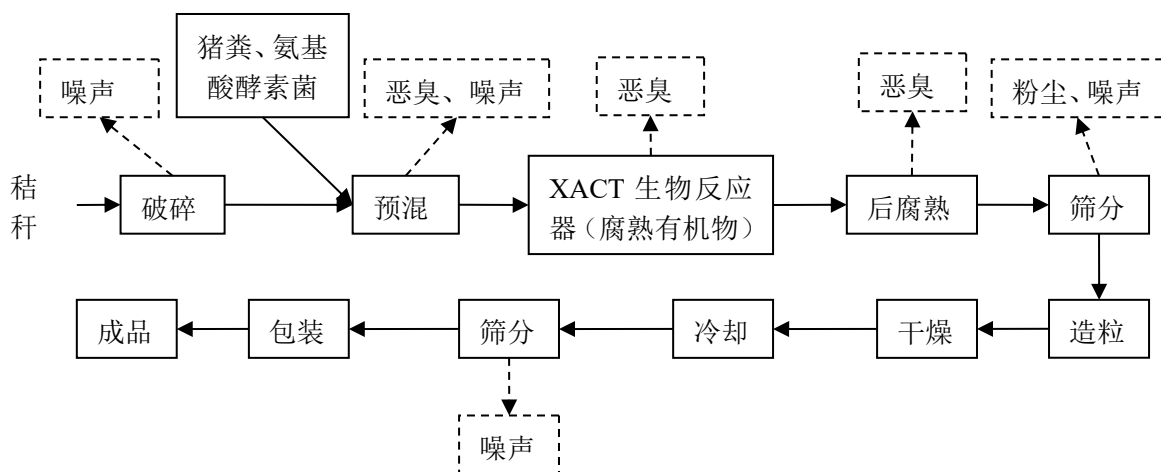 猪粪、氨基
酸酵素菌
噪声
恶臭、噪声
恶臭
恶臭
粉尘、噪声
秸
秆
破碎
预混
XACT 生物反应
器（腐熟有机物）
后腐熟
筛分
成品
包装
筛分
冷却
干燥
造粒
噪声